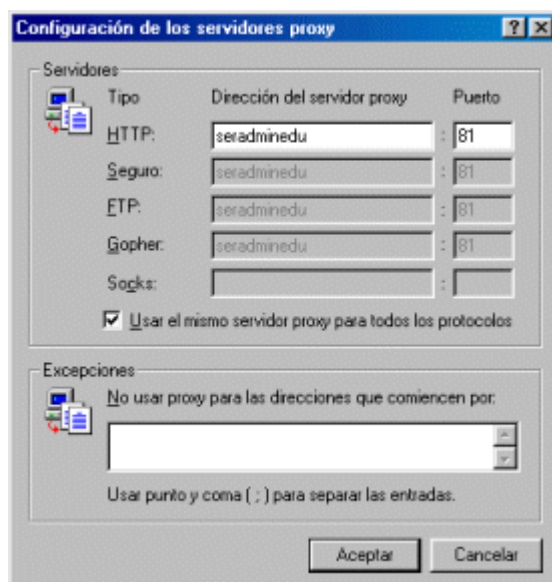 Configuración de los servidores proxy
Servidores
Tipo Dirección del servidor proxy Puerto
HTTP: seradminedu : 81
Seguro: seradminedu : 81
FTP: seradminedu : 81
Gopher: seradminedu : 81
Socks: :
Usar el mismo servidor proxy para todos los protocolos
Excepciones
No usar proxy para las direcciones que comiencen por:
Usar punto y coma ( ; ) para separar las entradas.
Aceptar Cancelar